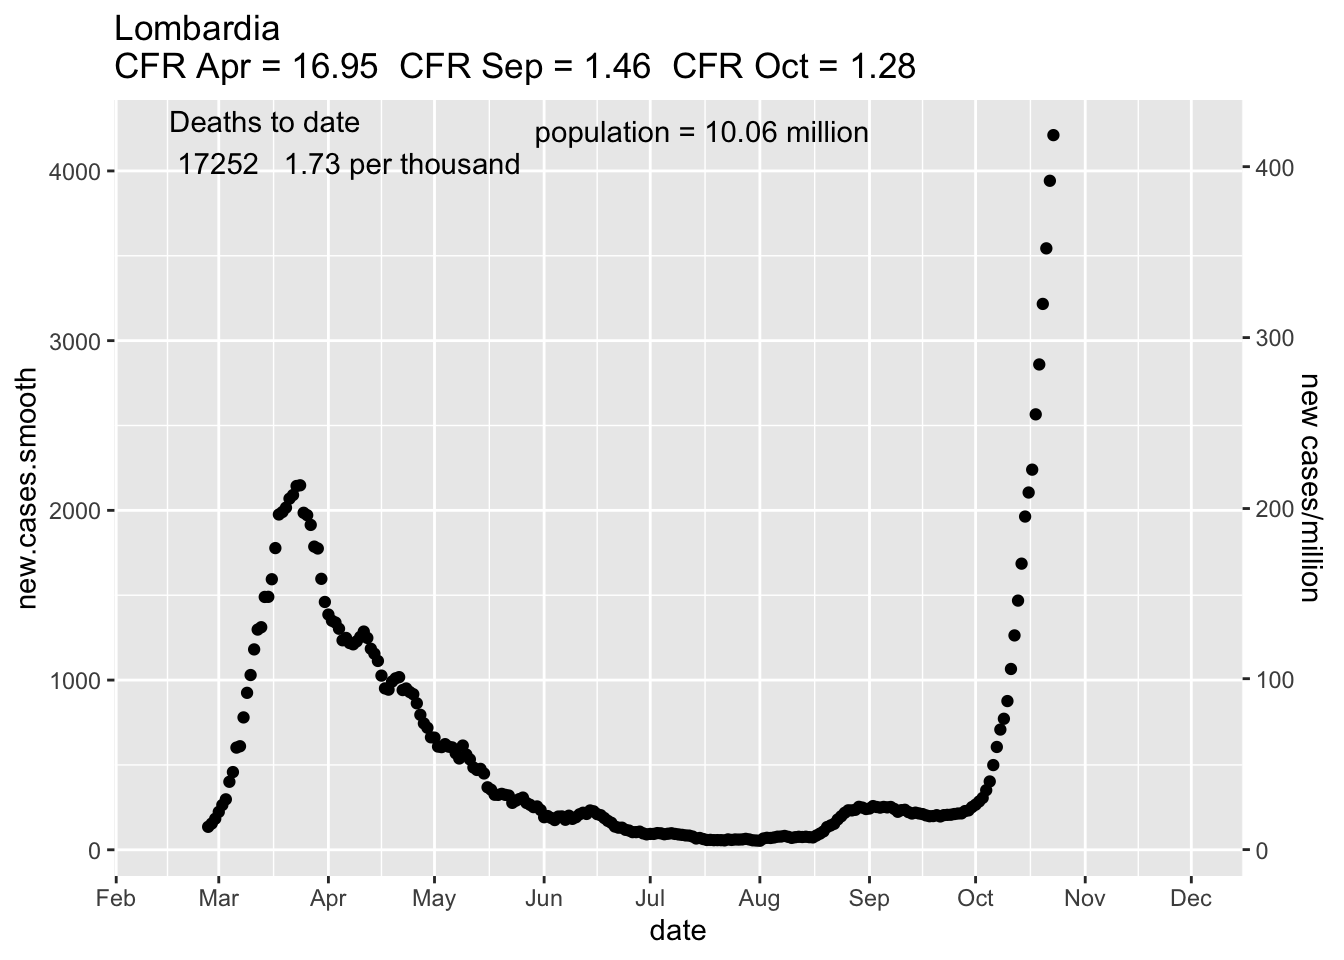 Lombardia
CFR Apr = 16.95 CFR Sep = 1.46 CFR Oct = 1.28
Deaths to date
population = 10.06 million
17252 1.73 per thousand
4000
3000
2000
1000
0
400
300
200
100
0
new.cases.smooth
new cases/million
Feb Mar Apr May Jun Jul Aug Sep Oct Nov Dec
date